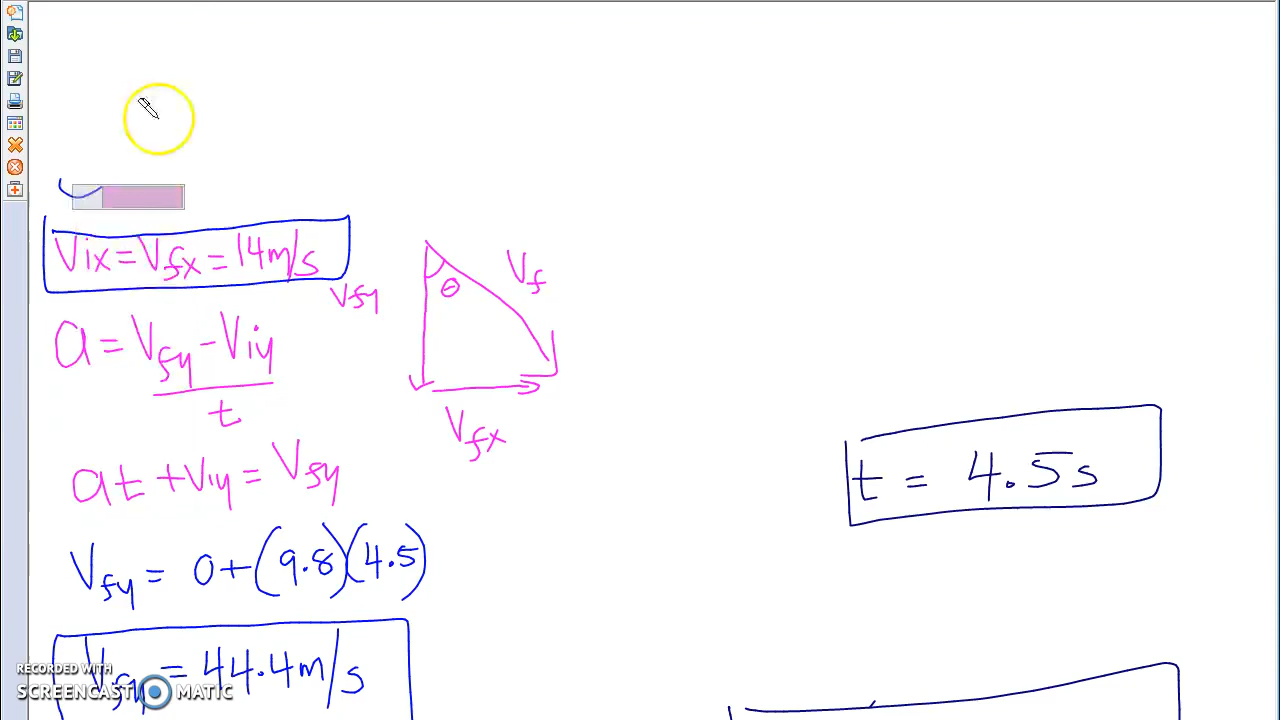 Vix = Vfx = 14m/s
Vf
θ
Vfy
a = Vfy - Viy
t
Vfx
at + Viy = Vfy
t = 4.5s
Vfy = 0 + (9.8)(4.5)
Vfy = 44.4m/s
RECORDED WITH
SCREENCAST MATIC